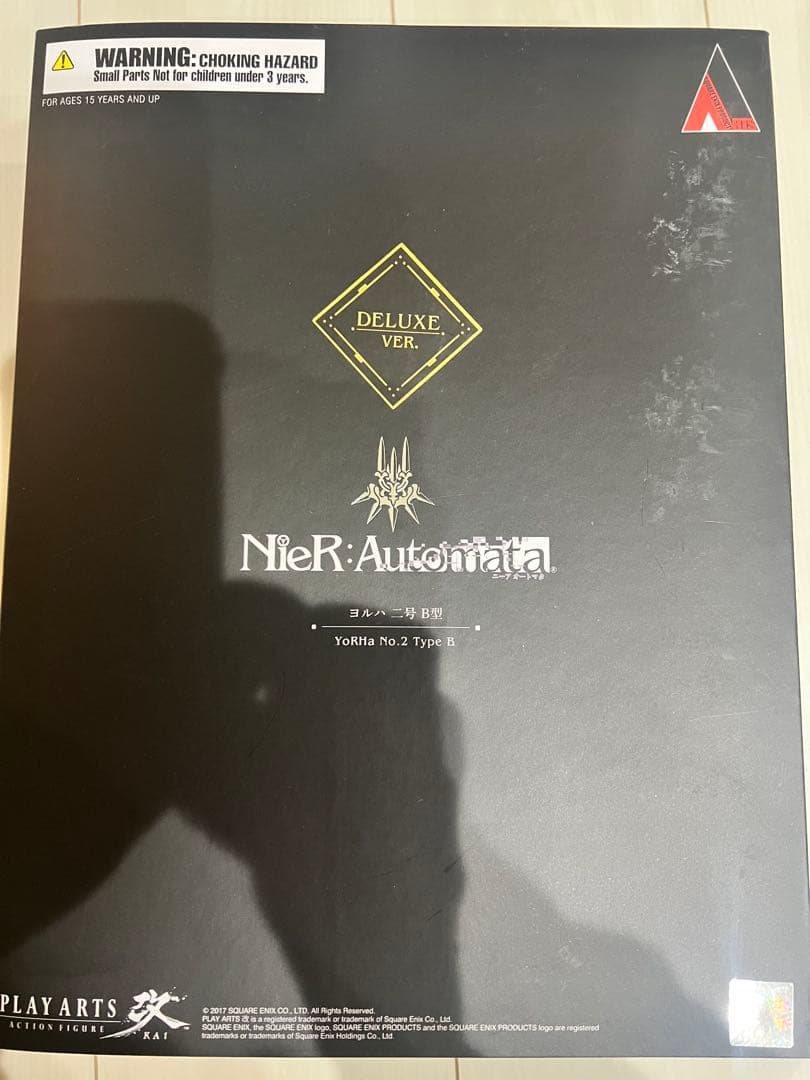 WARNING: CHOKING HAZARD
Small Parts Not for children under 3 years.
FOR AGES 15 YEARS AND UP
DELUXE
VER.
NieR:Automata®
ニーア オートマタ
ヨルハ 二号 B型
YoRHa No.2 Type B
PLAY ARTS 改
ACTION FIGURE KAI
© 2017 SQUARE ENIX CO., LTD. All Rights Reserved.
PLAY ARTS 改 is a registered trademark or trademark of Square Enix Co., Ltd.
SQUARE ENIX, the SQUARE ENIX logo, SQUARE ENIX PRODUCTS and the SQUARE ENIX PRODUCTS logo are registered
trademarks or trademarks of Square Enix Holdings Co., Ltd.